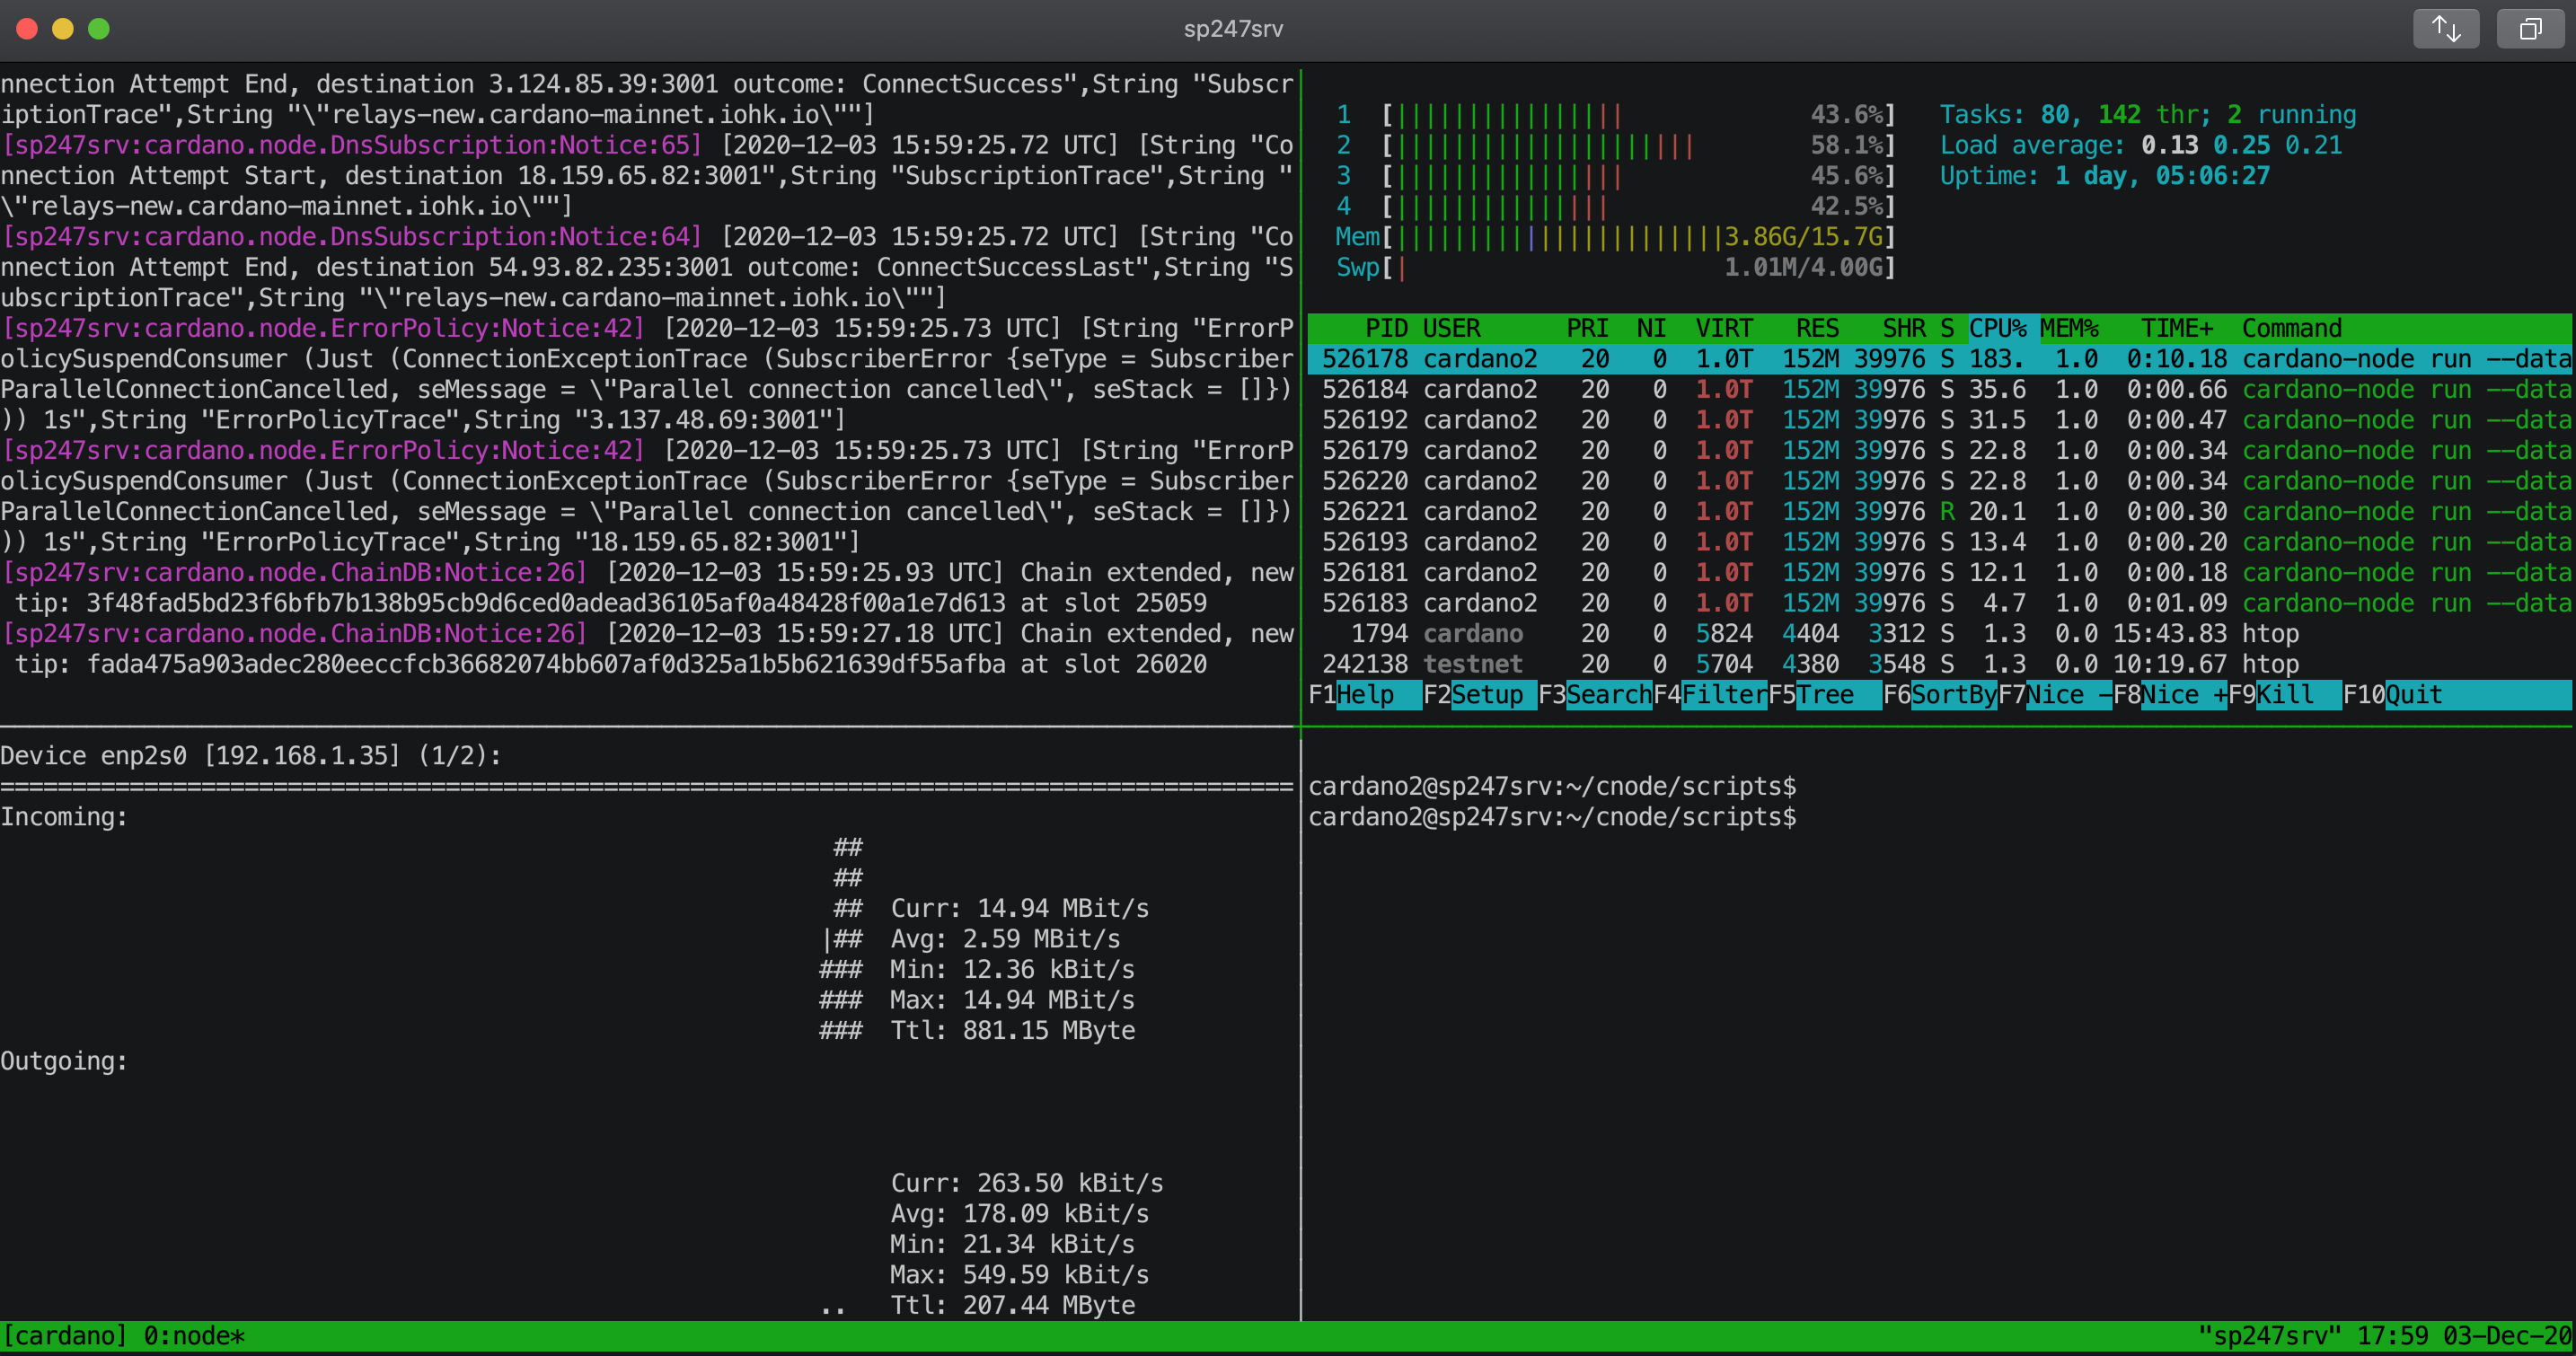 sp247srv
nnection Attempt End, destination 3.124.85.39:3001 outcome: ConnectSuccess",String "Subscr
iptionTrace",String "\"relays-new.cardano-mainnet.iohk.io\""]
[sp247srv:cardano.node.DnsSubscription:Notice:65] [2020-12-03 15:59:25.72 UTC] [String "Co
nnection Attempt Start, destination 18.159.65.82:3001",String "SubscriptionTrace",String "
\"relays-new.cardano-mainnet.iohk.io\""]
[sp247srv:cardano.node.DnsSubscription:Notice:64] [2020-12-03 15:59:25.72 UTC] [String "Co
nnection Attempt End, destination 54.93.82.235:3001 outcome: ConnectSuccessLast",String "S
ubscriptionTrace",String "\"relays-new.cardano-mainnet.iohk.io\""]
[sp247srv:cardano.node.ErrorPolicy:Notice:42] [2020-12-03 15:59:25.73 UTC] [String "ErrorP
olicySuspendConsumer (Just (ConnectionExceptionTrace (SubscriberError {seType = Subscriber
ParallelConnectionCancelled, seMessage = \"Parallel connection cancelled\", seStack = []})
)) 1s",String "ErrorPolicyTrace",String "3.137.48.69:3001"]
[sp247srv:cardano.node.ErrorPolicy:Notice:42] [2020-12-03 15:59:25.73 UTC] [String "ErrorP
olicySuspendConsumer (Just (ConnectionExceptionTrace (SubscriberError {seType = Subscriber
ParallelConnectionCancelled, seMessage = \"Parallel connection cancelled\", seStack = []})
)) 1s",String "ErrorPolicyTrace",String "18.159.65.82:3001"]
[sp247srv:cardano.node.ChainDB:Notice:26] [2020-12-03 15:59:25.93 UTC] Chain extended, new
 tip: 3f48fad5bd23f6bfb7b138b95cb9d6ced0adead36105af0a48428f00a1e7d613 at slot 25059
[sp247srv:cardano.node.ChainDB:Notice:26] [2020-12-03 15:59:27.18 UTC] Chain extended, new
 tip: fada475a903adec280eeccfcb36682074bb607af0d325a1b5b621639df55afba at slot 26020
1 [||||||||||||||||                43.6%] Tasks: 80, 142 thr; 2 running
2 [|||||||||||||||||||||           58.1%] Load average: 0.13 0.25 0.21
3 [||||||||||||||||                45.6%] Uptime: 1 day, 05:06:27
4 [|||||||||||||||                 42.5%]
Mem[|||||||||||||||||||||||3.86G/15.7G]
Swp[|                      1.01M/4.00G]
PID USER PRI NI VIRT RES SHR S CPU% MEM% TIME+ Command
526178 cardano2 20 0 1.0T 152M 39976 S 183. 1.0 0:10.18 cardano-node run --data
526184 cardano2 20 0 1.0T 152M 39976 S 35.6 1.0 0:00.66 cardano-node run --data
526192 cardano2 20 0 1.0T 152M 39976 S 31.5 1.0 0:00.47 cardano-node run --data
526179 cardano2 20 0 1.0T 152M 39976 S 22.8 1.0 0:00.34 cardano-node run --data
526220 cardano2 20 0 1.0T 152M 39976 S 22.8 1.0 0:00.34 cardano-node run --data
526221 cardano2 20 0 1.0T 152M 39976 R 20.1 1.0 0:00.30 cardano-node run --data
526193 cardano2 20 0 1.0T 152M 39976 S 13.4 1.0 0:00.20 cardano-node run --data
526181 cardano2 20 0 1.0T 152M 39976 S 12.1 1.0 0:00.18 cardano-node run --data
526183 cardano2 20 0 1.0T 152M 39976 S 4.7 1.0 0:01.09 cardano-node run --data
1794 cardano 20 0 5824 4404 3312 S 1.3 0.0 15:43.83 htop
242138 testnet 20 0 5704 4380 3548 S 1.3 0.0 10:19.67 htop
F1Help F2Setup F3SearchF4FilterF5Tree F6SortByF7Nice -F8Nice +F9Kill F10Quit
Device enp2s0 [192.168.1.35] (1/2):
==========================================================================================
Incoming:
##
##
## Curr: 14.94 MBit/s
|## Avg: 2.59 MBit/s
### Min: 12.36 kBit/s
### Max: 14.94 MBit/s
### Ttl: 881.15 MByte
Outgoing:
Curr: 263.50 kBit/s
Avg: 178.09 kBit/s
Min: 21.34 kBit/s
Max: 549.59 kBit/s
.. Ttl: 207.44 MByte
cardano2@sp247srv:~/cnode/scripts$
cardano2@sp247srv:~/cnode/scripts$
[cardano] 0:node* "sp247srv" 17:59 03-Dec-20